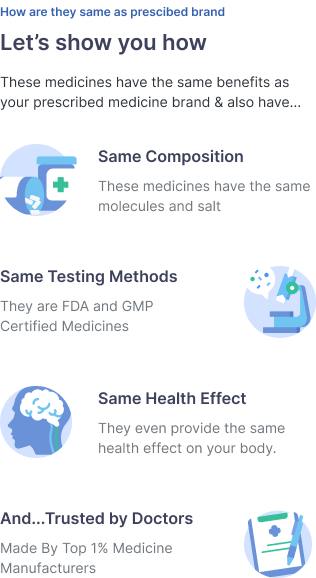 How are they same as prescibed brand
Let's show you how
These medicines have the same benefits as
your prescribed medicine brand & also have...
Same Composition
These medicines have the same
molecules and salt
Same Testing Methods
They are FDA and GMP
Certified Medicines
Same Health Effect
They even provide the same
health effect on your body.
And...Trusted by Doctors
Made By Top 1% Medicine
Manufacturers